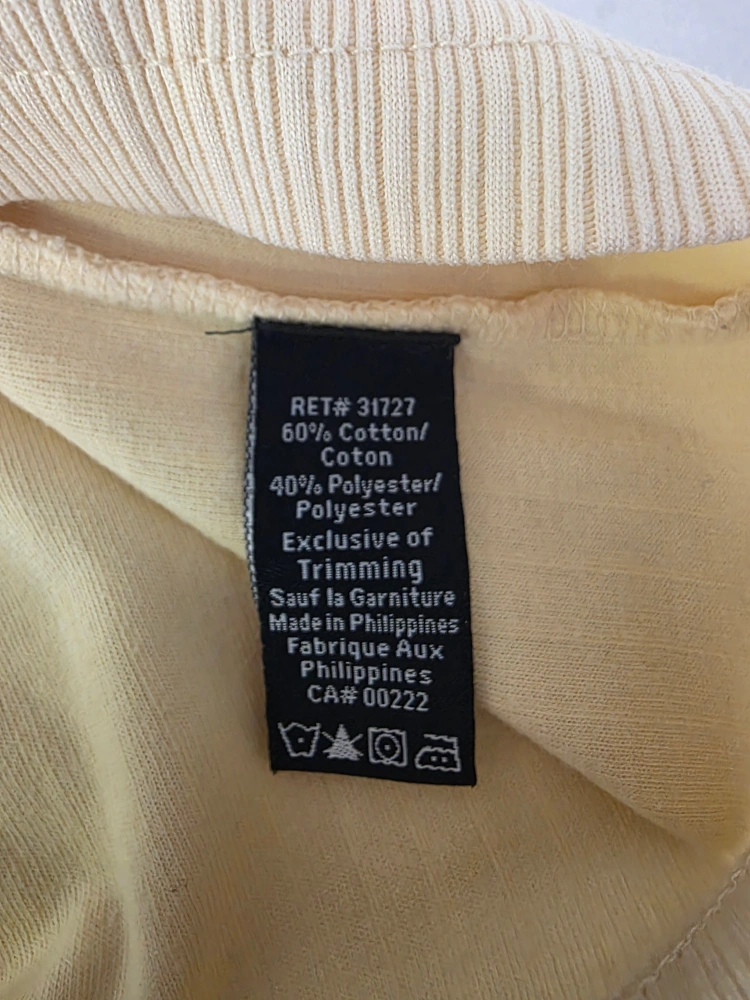 RET# 31727
60% Cotton/
Coton
40% Polyester/
Polyester
Exclusive of
Trimming
Sauf la Garniture
Made in Philippines
Fabrique Aux
Philippines
CA# 00222